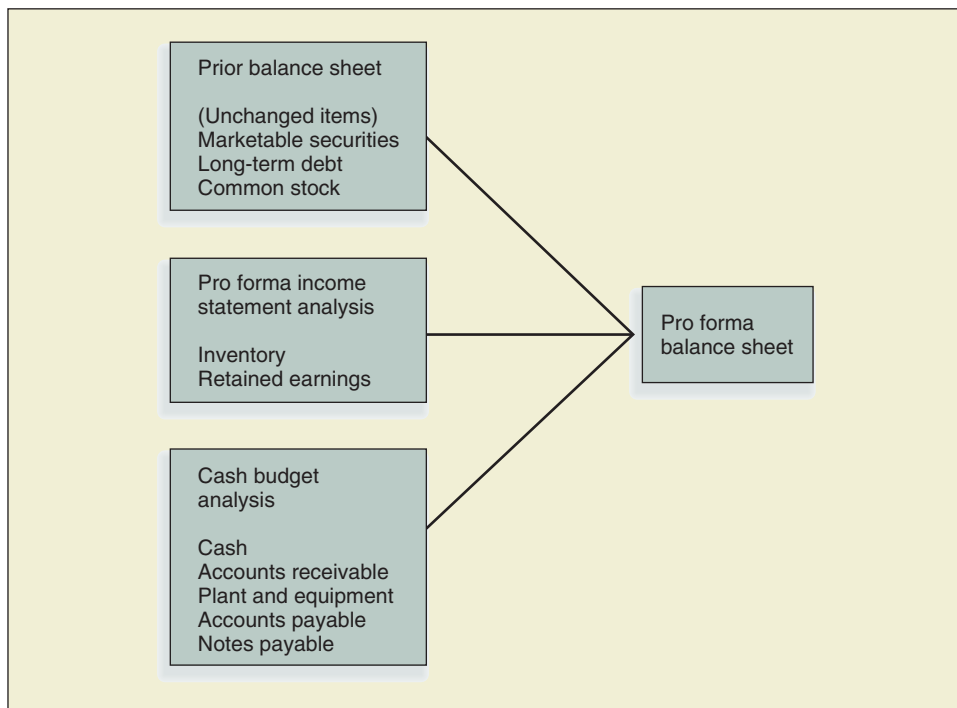 Prior balance sheet
(Unchanged items)
Marketable securities
Long-term debt
Common stock
Pro forma income
statement analysis
Inventory
Retained earnings
Cash budget
analysis
Cash
Accounts receivable
Plant and equipment
Accounts payable
Notes payable
Pro forma
balance sheet